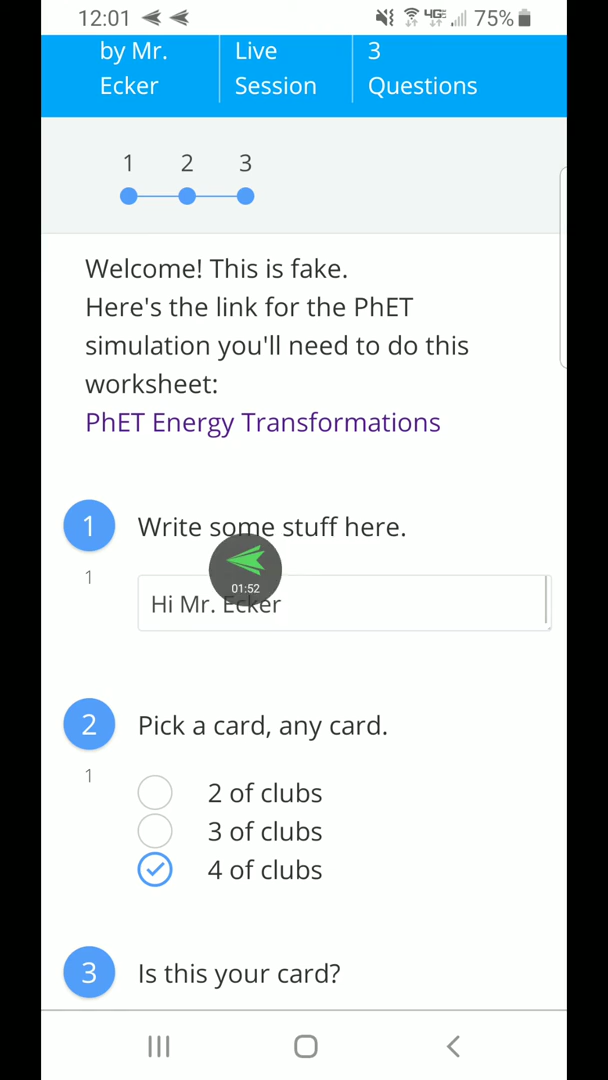 12:01 4GE 75%
by Mr. Ecker
Live Session
3 Questions
1 2 3
Welcome! This is fake.
Here's the link for the PhET
simulation you'll need to do this
worksheet:
PhET Energy Transformations
1 Write some stuff here.
1
01:52
Hi Mr. Ecker
2 Pick a card, any card.
1
2 of clubs
3 of clubs
4 of clubs
3 Is this your card?